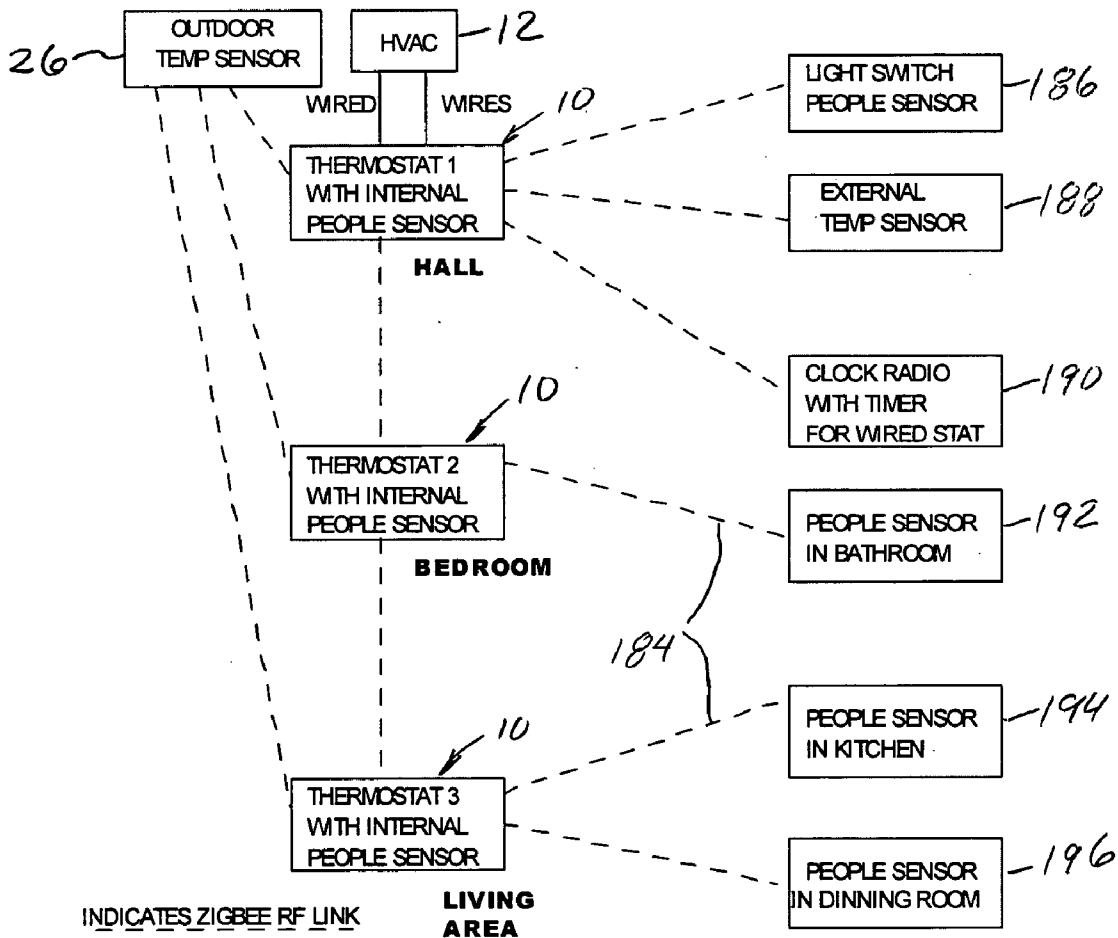 OUTDOOR
TEMP SENSOR
26
HVAC
12
WIRED
WIRES
10
THERMOSTAT 1
WITH INTERNAL
PEOPLE SENSOR
HALL
LIGHT SWITCH
PEOPLE SENSOR
186
EXTERNAL
TEMP SENSOR
188
CLOCK RADIO
WITH TIMER
FOR WIRED STAT
190
10
THERMOSTAT 2
WITH INTERNAL
PEOPLE SENSOR
BEDROOM
PEOPLE SENSOR
IN BATHROOM
192
184
10
THERMOSTAT 3
WITH INTERNAL
PEOPLE SENSOR
LIVING
AREA
PEOPLE SENSOR
IN KITCHEN
194
PEOPLE SENSOR
IN DINNING ROOM
196
INDICATES ZIGBEE RF LINK